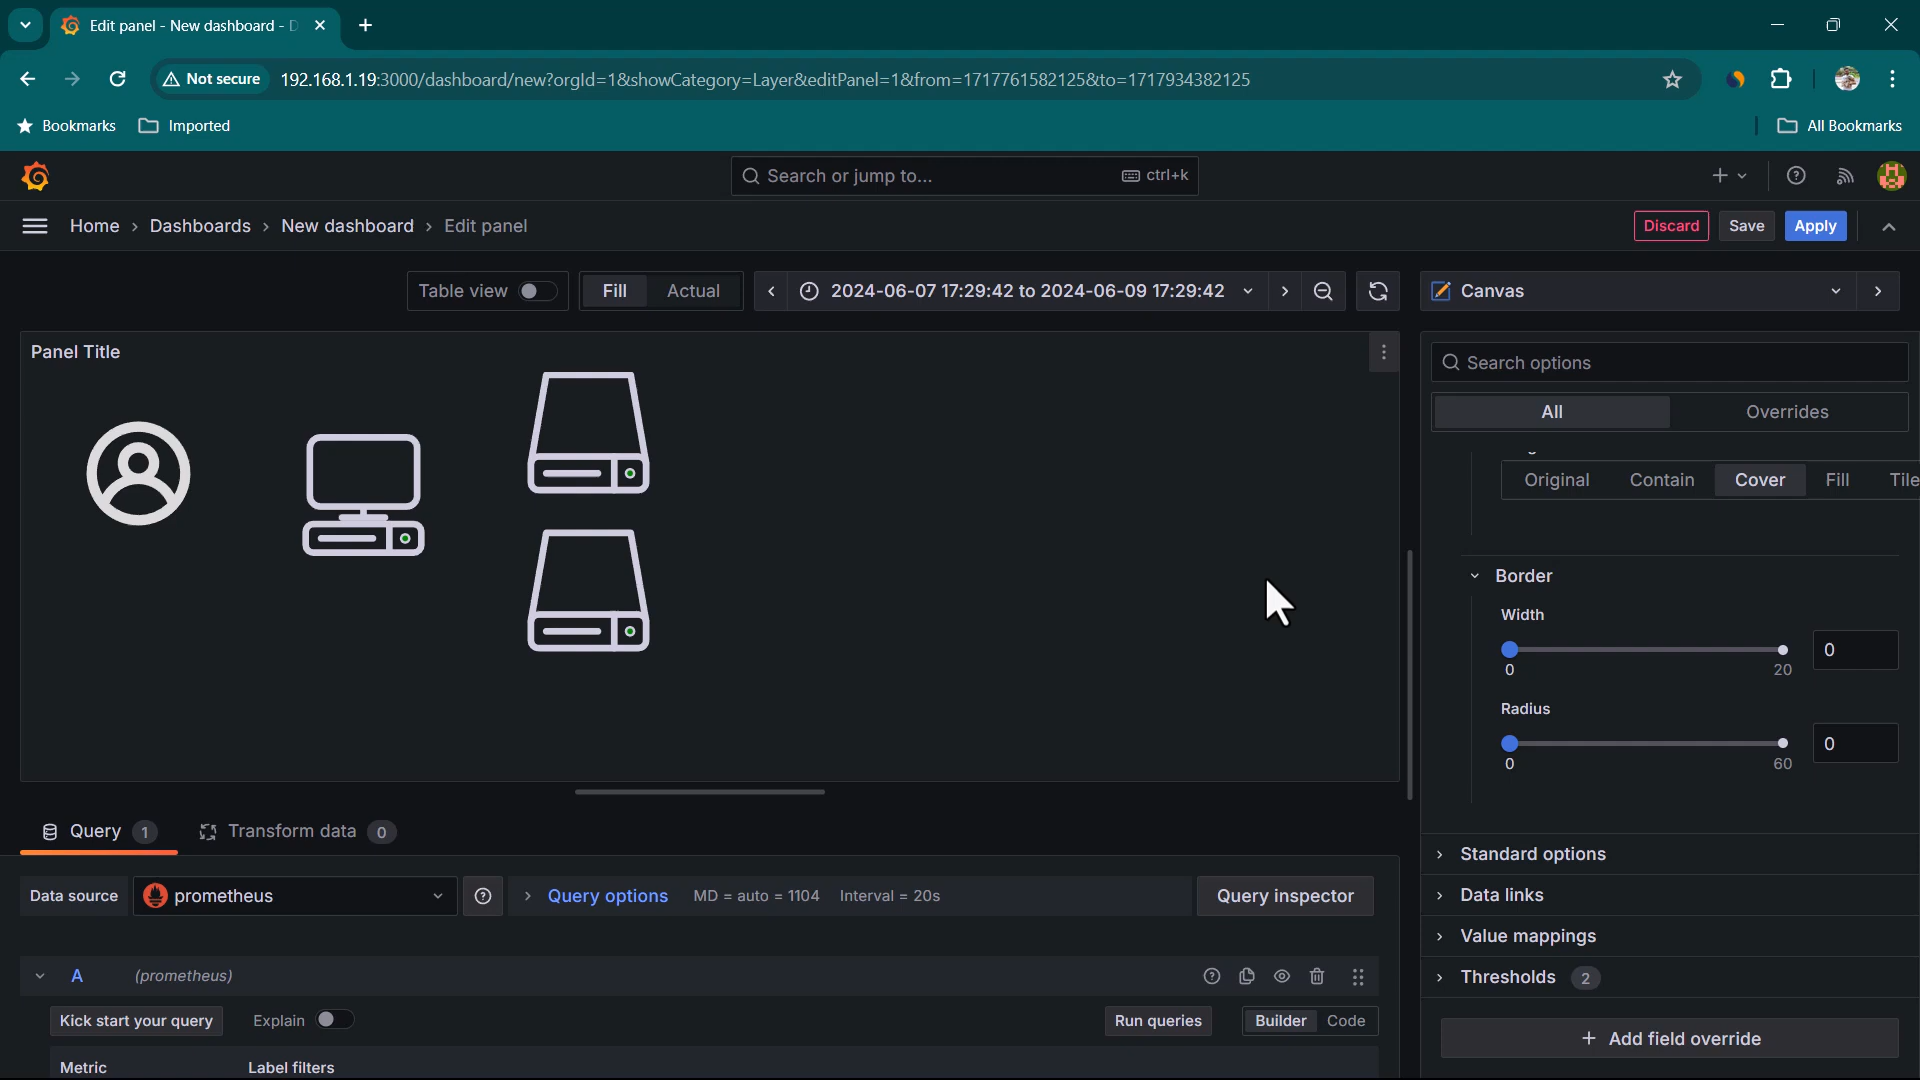 Edit panel - New dashboard - D
Not secure 192.168.1.19:3000/dashboard/new?orgId=1&showCategory=Layer&editPanel=1&from=1717761582125&to=1717934382125
Bookmarks Imported All Bookmarks
Search or jump to... ctrl+k
Home › Dashboards › New dashboard › Edit panel Discard Save Apply
Table view Fill Actual 2024-06-07 17:29:42 to 2024-06-09 17:29:42 Canvas
Panel Title
Search options
All Overrides
Original Contain Cover Fill Tile
Border
Width
0
0 20
Radius
0
0 60
Query 1 Transform data 0
Standard options
Data source prometheus Query options MD = auto = 1104 Interval = 20s Query inspector
Data links
Value mappings
A (prometheus)
Thresholds 2
Kick start your query Explain Run queries Builder Code
Add field override
Metric Label filters